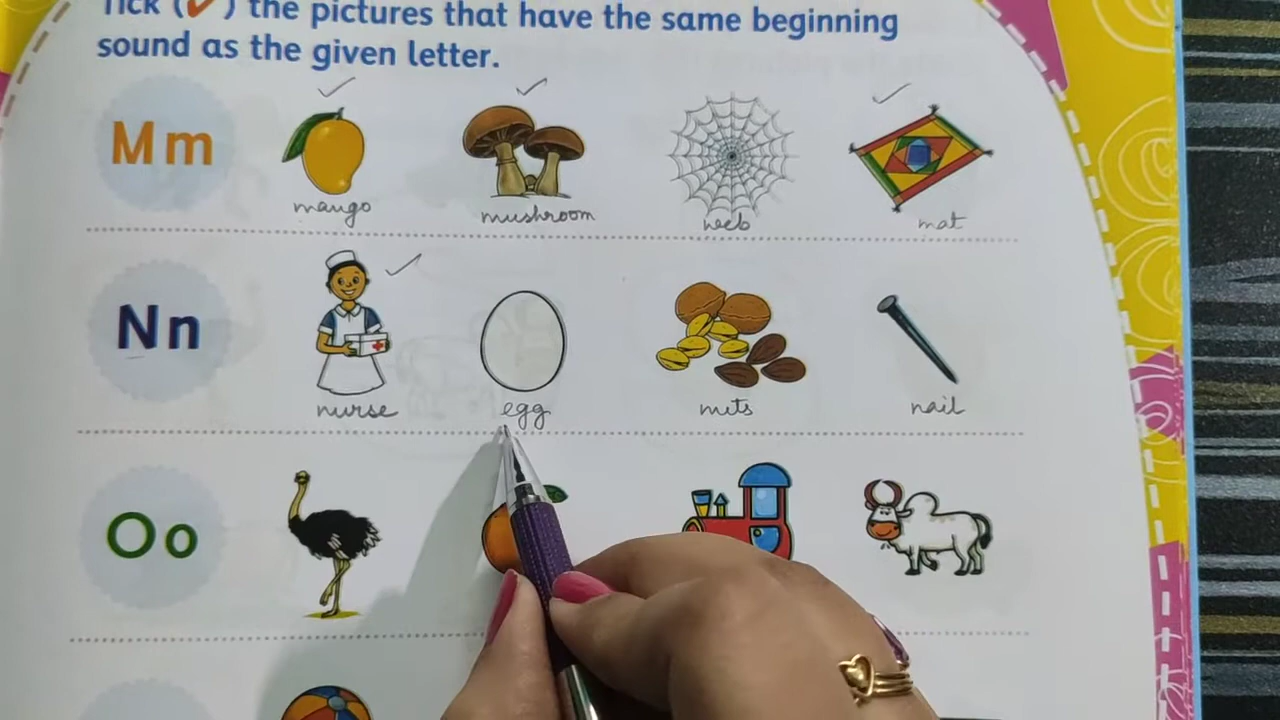 Tick (✓) the pictures that have the same beginning
sound as the given letter.
Mm
mango mushroom web mat
Nn
nurse egg nuts nail
Oo